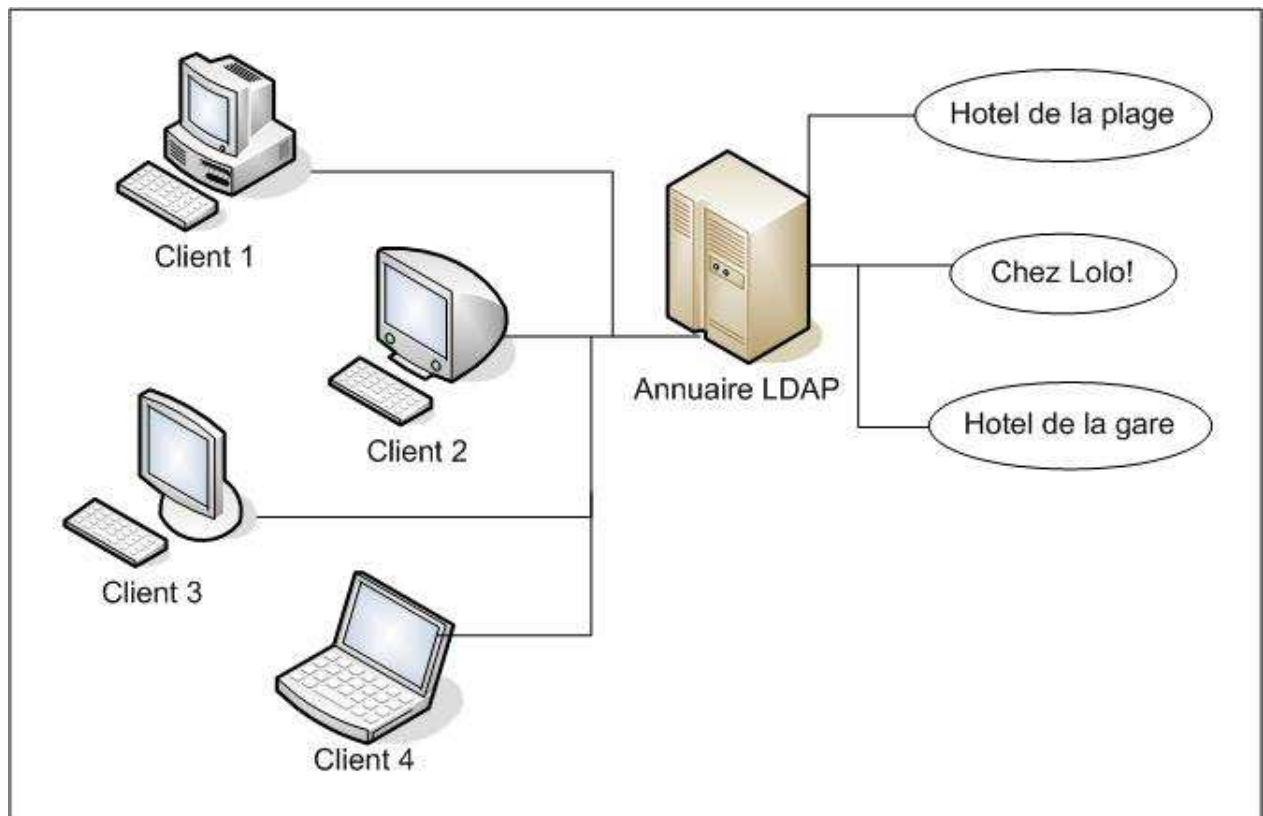 Client 1
Client 2
Client 3
Client 4
Annuaire LDAP
Hotel de la plage
Chez Lolo!
Hotel de la gare